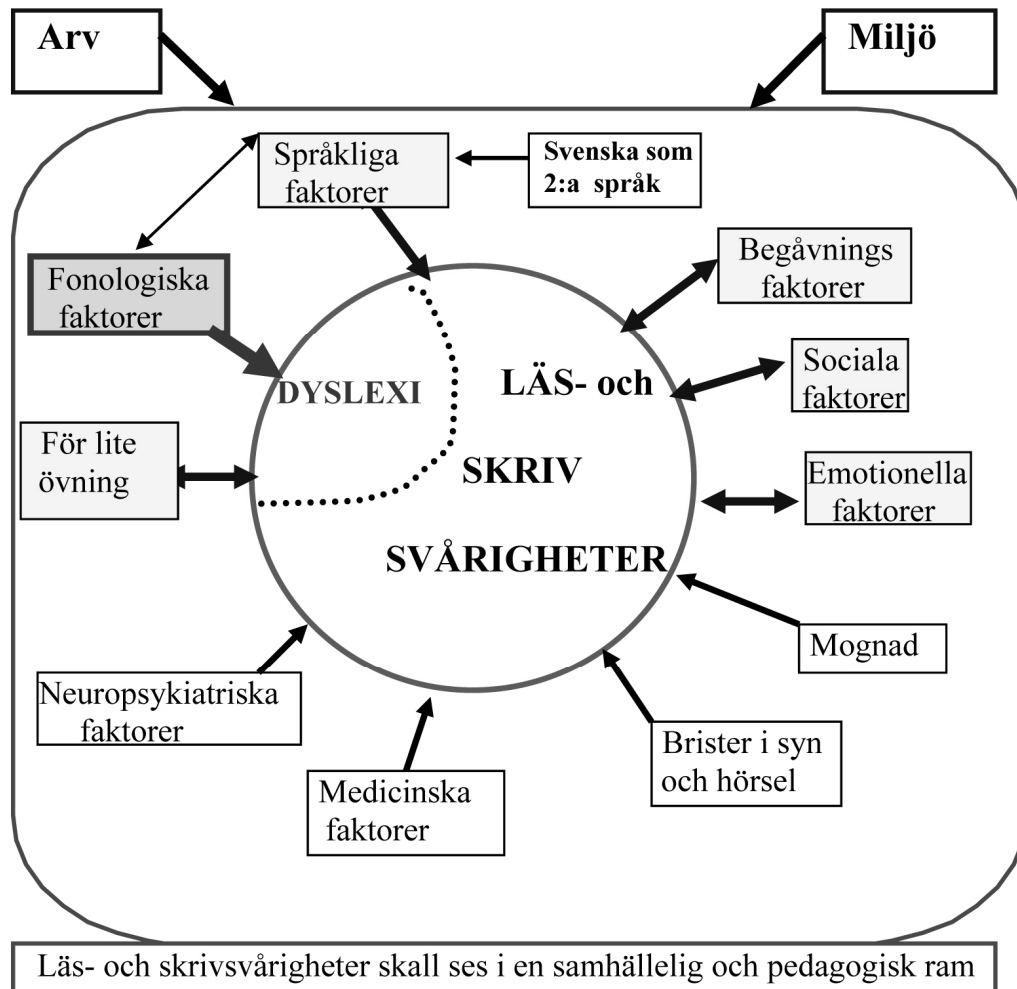 Arv
Miljö
Språkliga
faktorer
Svenska som
2:a språk
Fonologiska
faktorer
Begåvnings
faktorer
DYSLEXI
LÄS- och
Sociala
faktorer
För lite
övning
SKRIV
Emotionella
faktorer
SVÅRIGHETER
Mognad
Neuropsykiatriska
faktorer
Brister i syn
och hörsel
Medicinska
faktorer
Läs- och skrivsvårigheter skall ses i en samhällelig och pedagogisk ram